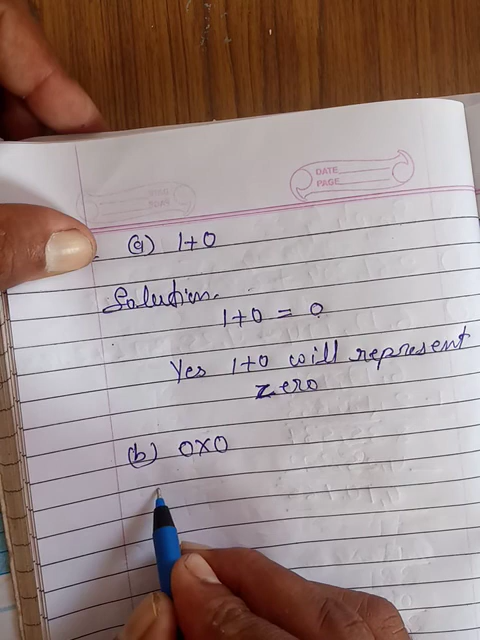 DATE
PAGE
(a) 1+0
Solution.
1+0 = 0
Yes 1+0 will represent
zero
(b) 0×0